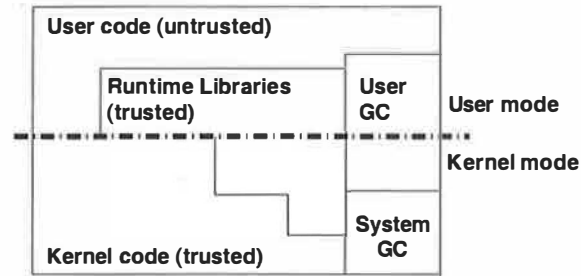 User code (untrusted)
Runtime Libraries
(trusted)
User
GC
User mode
Kernel mode
System
GC
Kernel code (trusted)